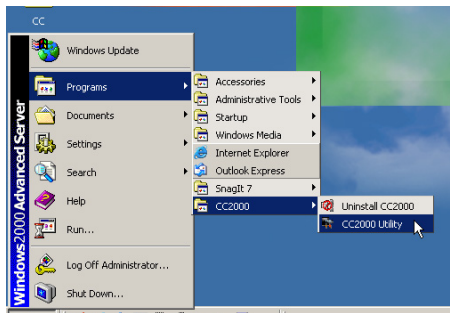 CC
Windows Update
Programs
Documents
Settings
Search
Help
Run...
Log Off Administrator...
Shut Down...
Windows2000 Advanced Server
Accessories
Administrative Tools
Startup
Windows Media
Internet Explorer
Outlook Express
SnagIt 7
CC2000
Uninstall CC2000
CC2000 Utility